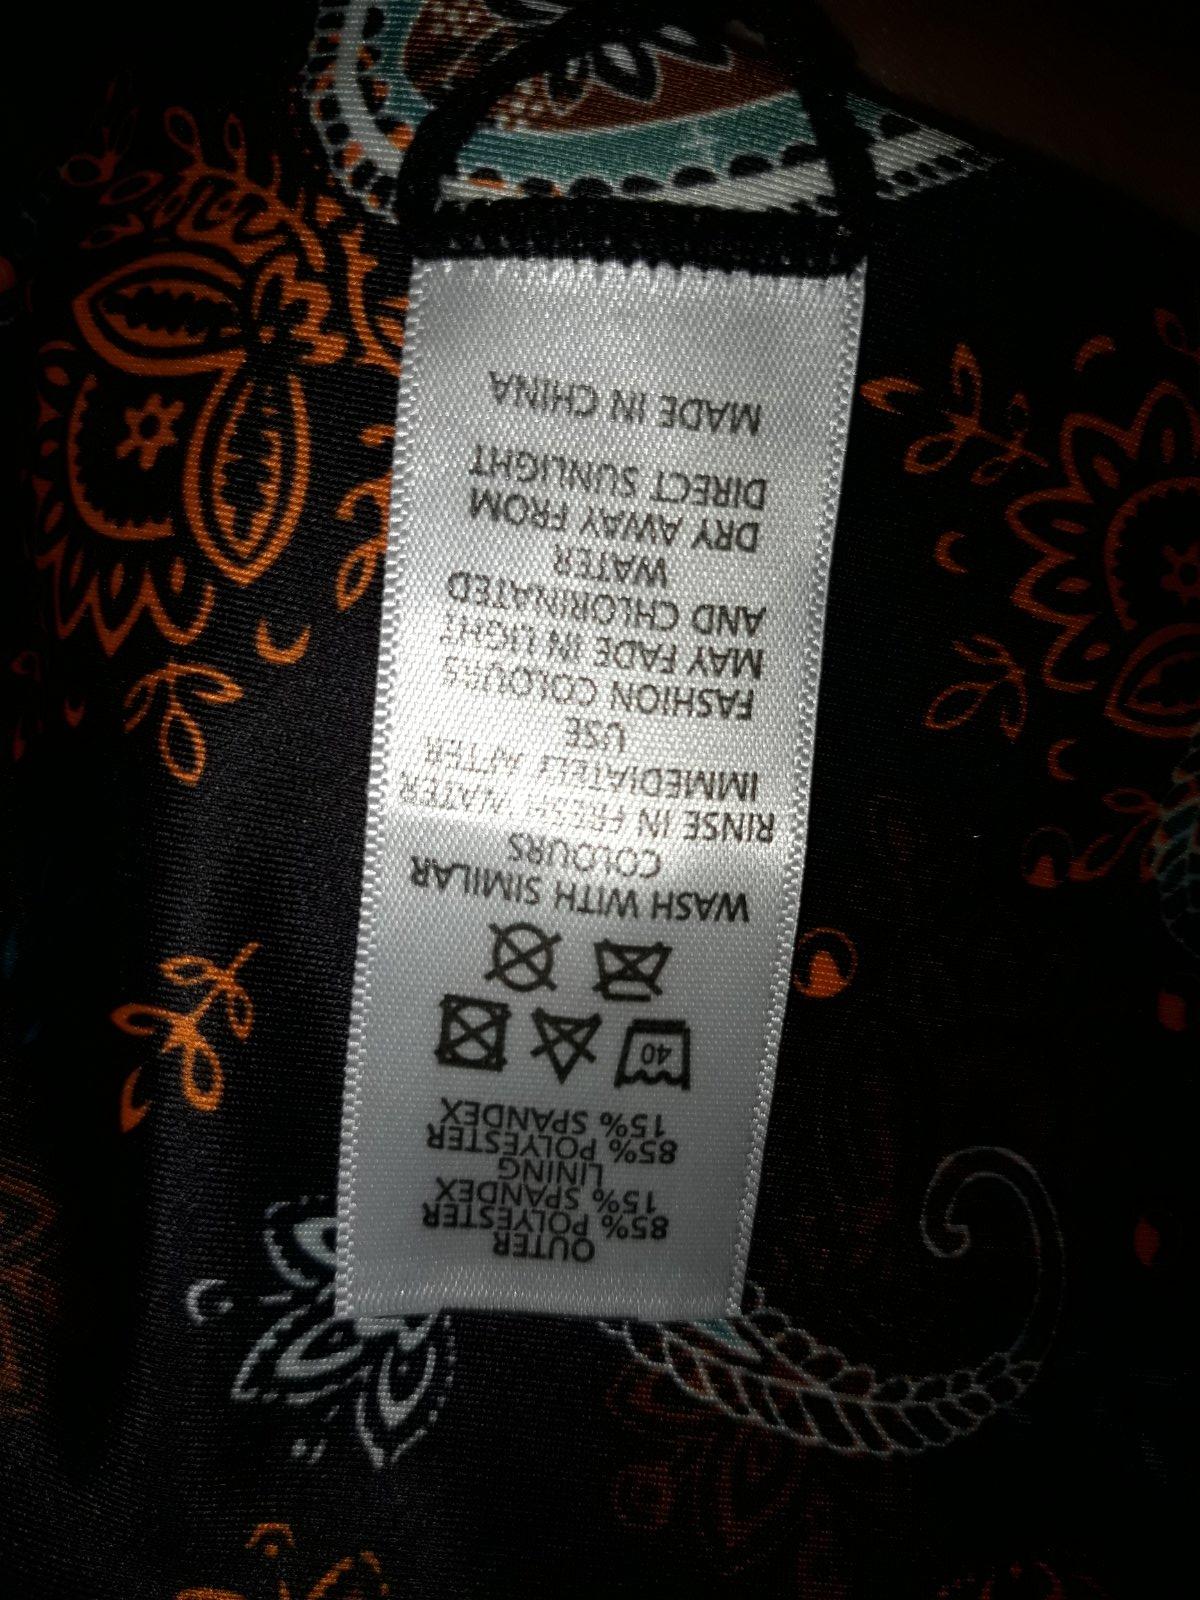 OUTER
85% POLYESTER
15% SPANDEX
LINING
85% POLYESTER
15% SPANDEX
40
WASH WITH SIMILAR
COLOURS
RINSE IN FRESH WATER
IMMEDIATELY AFTER
USE
FASHION COLOURS
MAY FADE IN LIGHT
AND CHLORINATED
WATER
DRY AWAY FROM
DIRECT SUNLIGHT
MADE IN CHINA